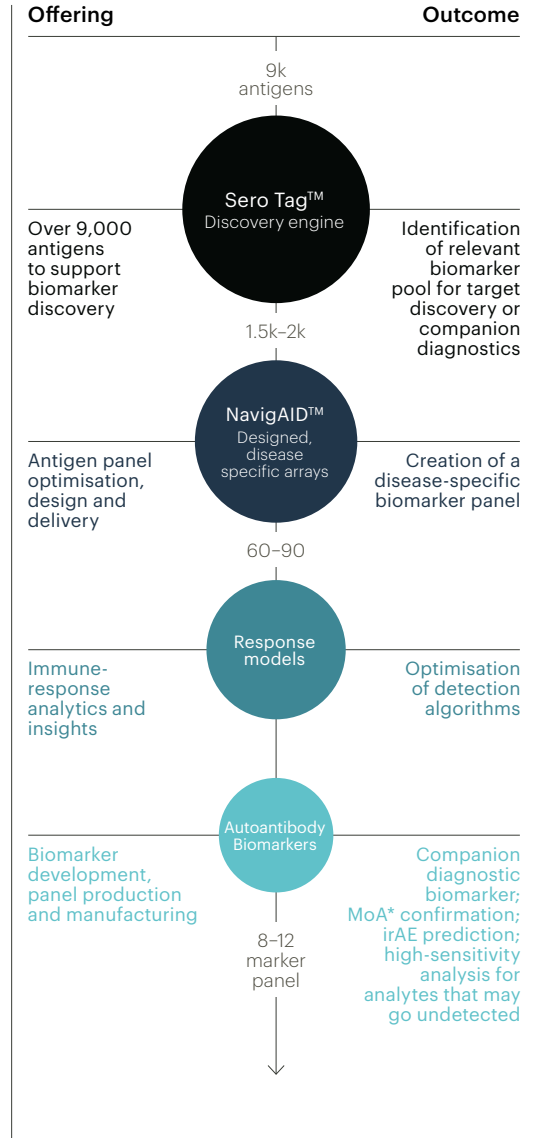 Offering
Outcome
9k
antigens
Sero Tag™
Discovery engine
Over 9,000
antigens
to support
biomarker
discovery
Identification
of relevant
biomarker
pool for target
discovery or
companion
diagnostics
1.5k–2k
NavigAID™
Designed,
disease
specific arrays
Antigen panel
optimisation,
design and
delivery
Creation of a
disease-specific
biomarker panel
60–90
Response
models
Immune-
response
analytics and
insights
Optimisation
of detection
algorithms
Autoantibody
Biomarkers
Biomarker
development,
panel production
and manufacturing
Companion
diagnostic
biomarker;
MoA* confirmation;
irAE prediction;
high-sensitivity
analysis for
analytes that may
go undetected
8–12
marker
panel